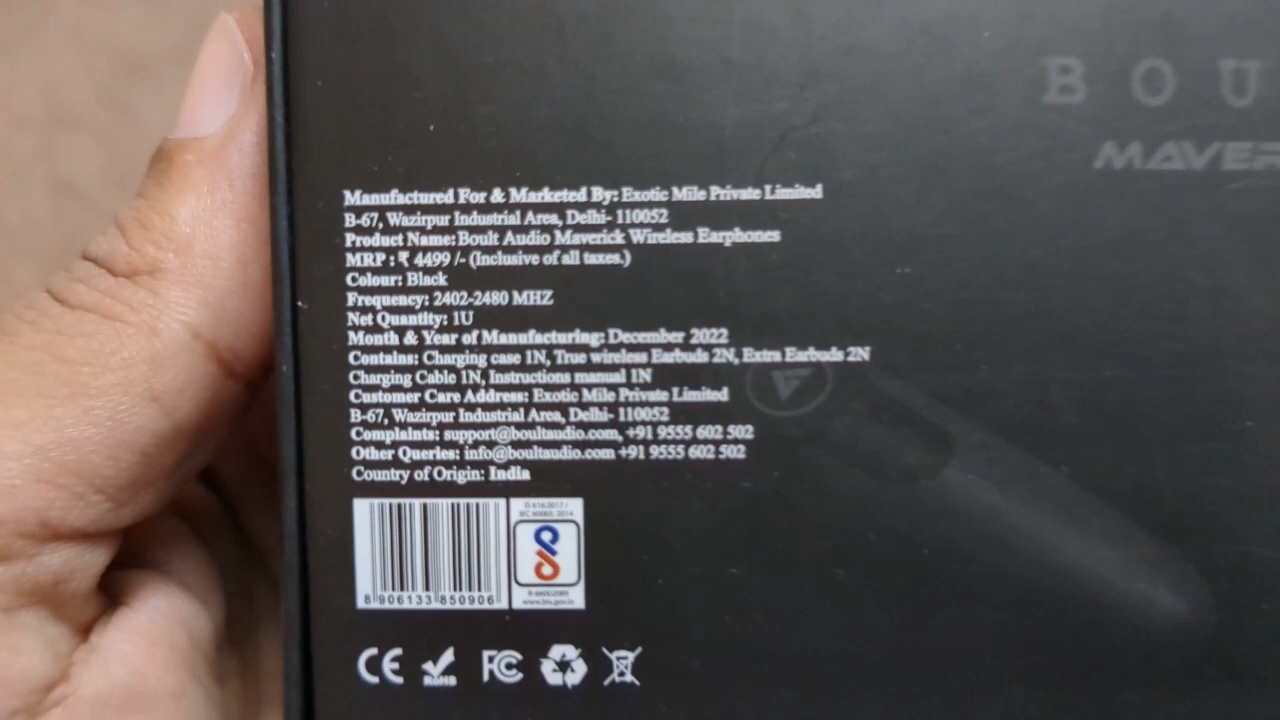 B O U
MAVER
Manufactured For & Marketed By: Exotic Mile Private Limited
B-67, Wazirpur Industrial Area, Delhi- 110052
Product Name: Boult Audio Maverick Wireless Earphones
MRP : ₹ 4499 /- (Inclusive of all taxes.)
Colour: Black
Frequency: 2402-2480 MHZ
Net Quantity: 1U
Month & Year of Manufacturing: December 2022
Contains: Charging case 1N, True wireless Earbuds 2N, Extra Earbuds 2N
Charging Cable 1N, Instructions manual 1N
Customer Care Address: Exotic Mile Private Limited
B-67, Wazirpur Industrial Area, Delhi- 110052
Complaints: support@boultaudio.com, +91 9555 602 502
Other Queries: info@boultaudio.com +91 9555 602 502
Country of Origin: India
8 906133 850906
www.bis.gov.in
CE RoHS FC